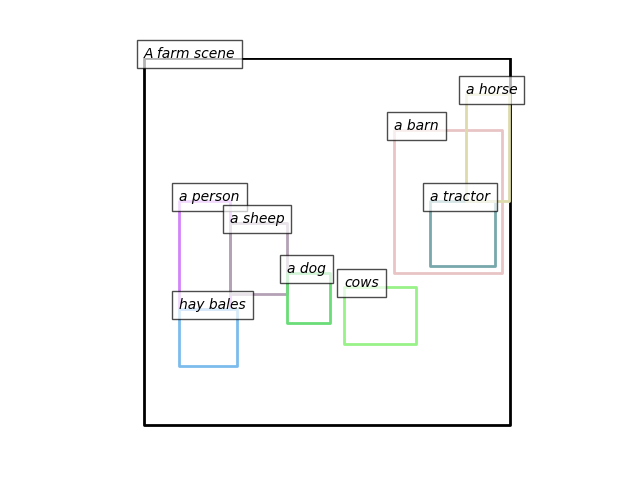 A farm scene
a horse
a barn
a person
a tractor
a sheep
a dog
cows
hay bales